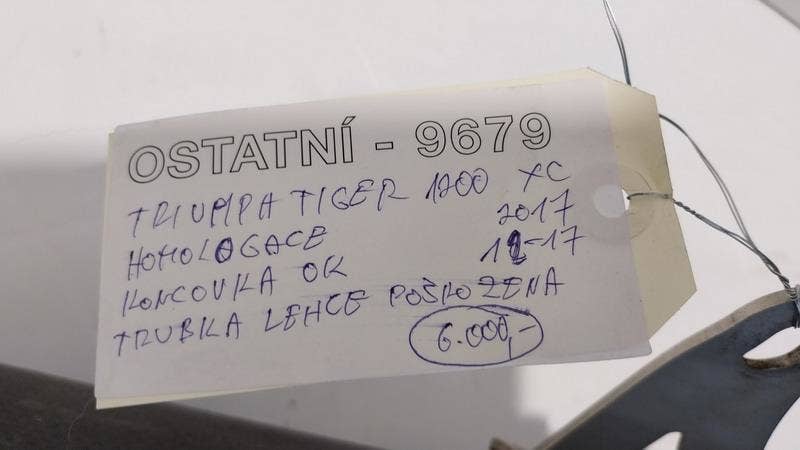 OSTATNÍ - 9679
TRIUMPH TIGER 1200 XC
HOMOLOGACE 2017
KONCOVKA OK 12-17
TRUBKA LEHCE POŠKOZENA
6.000,-